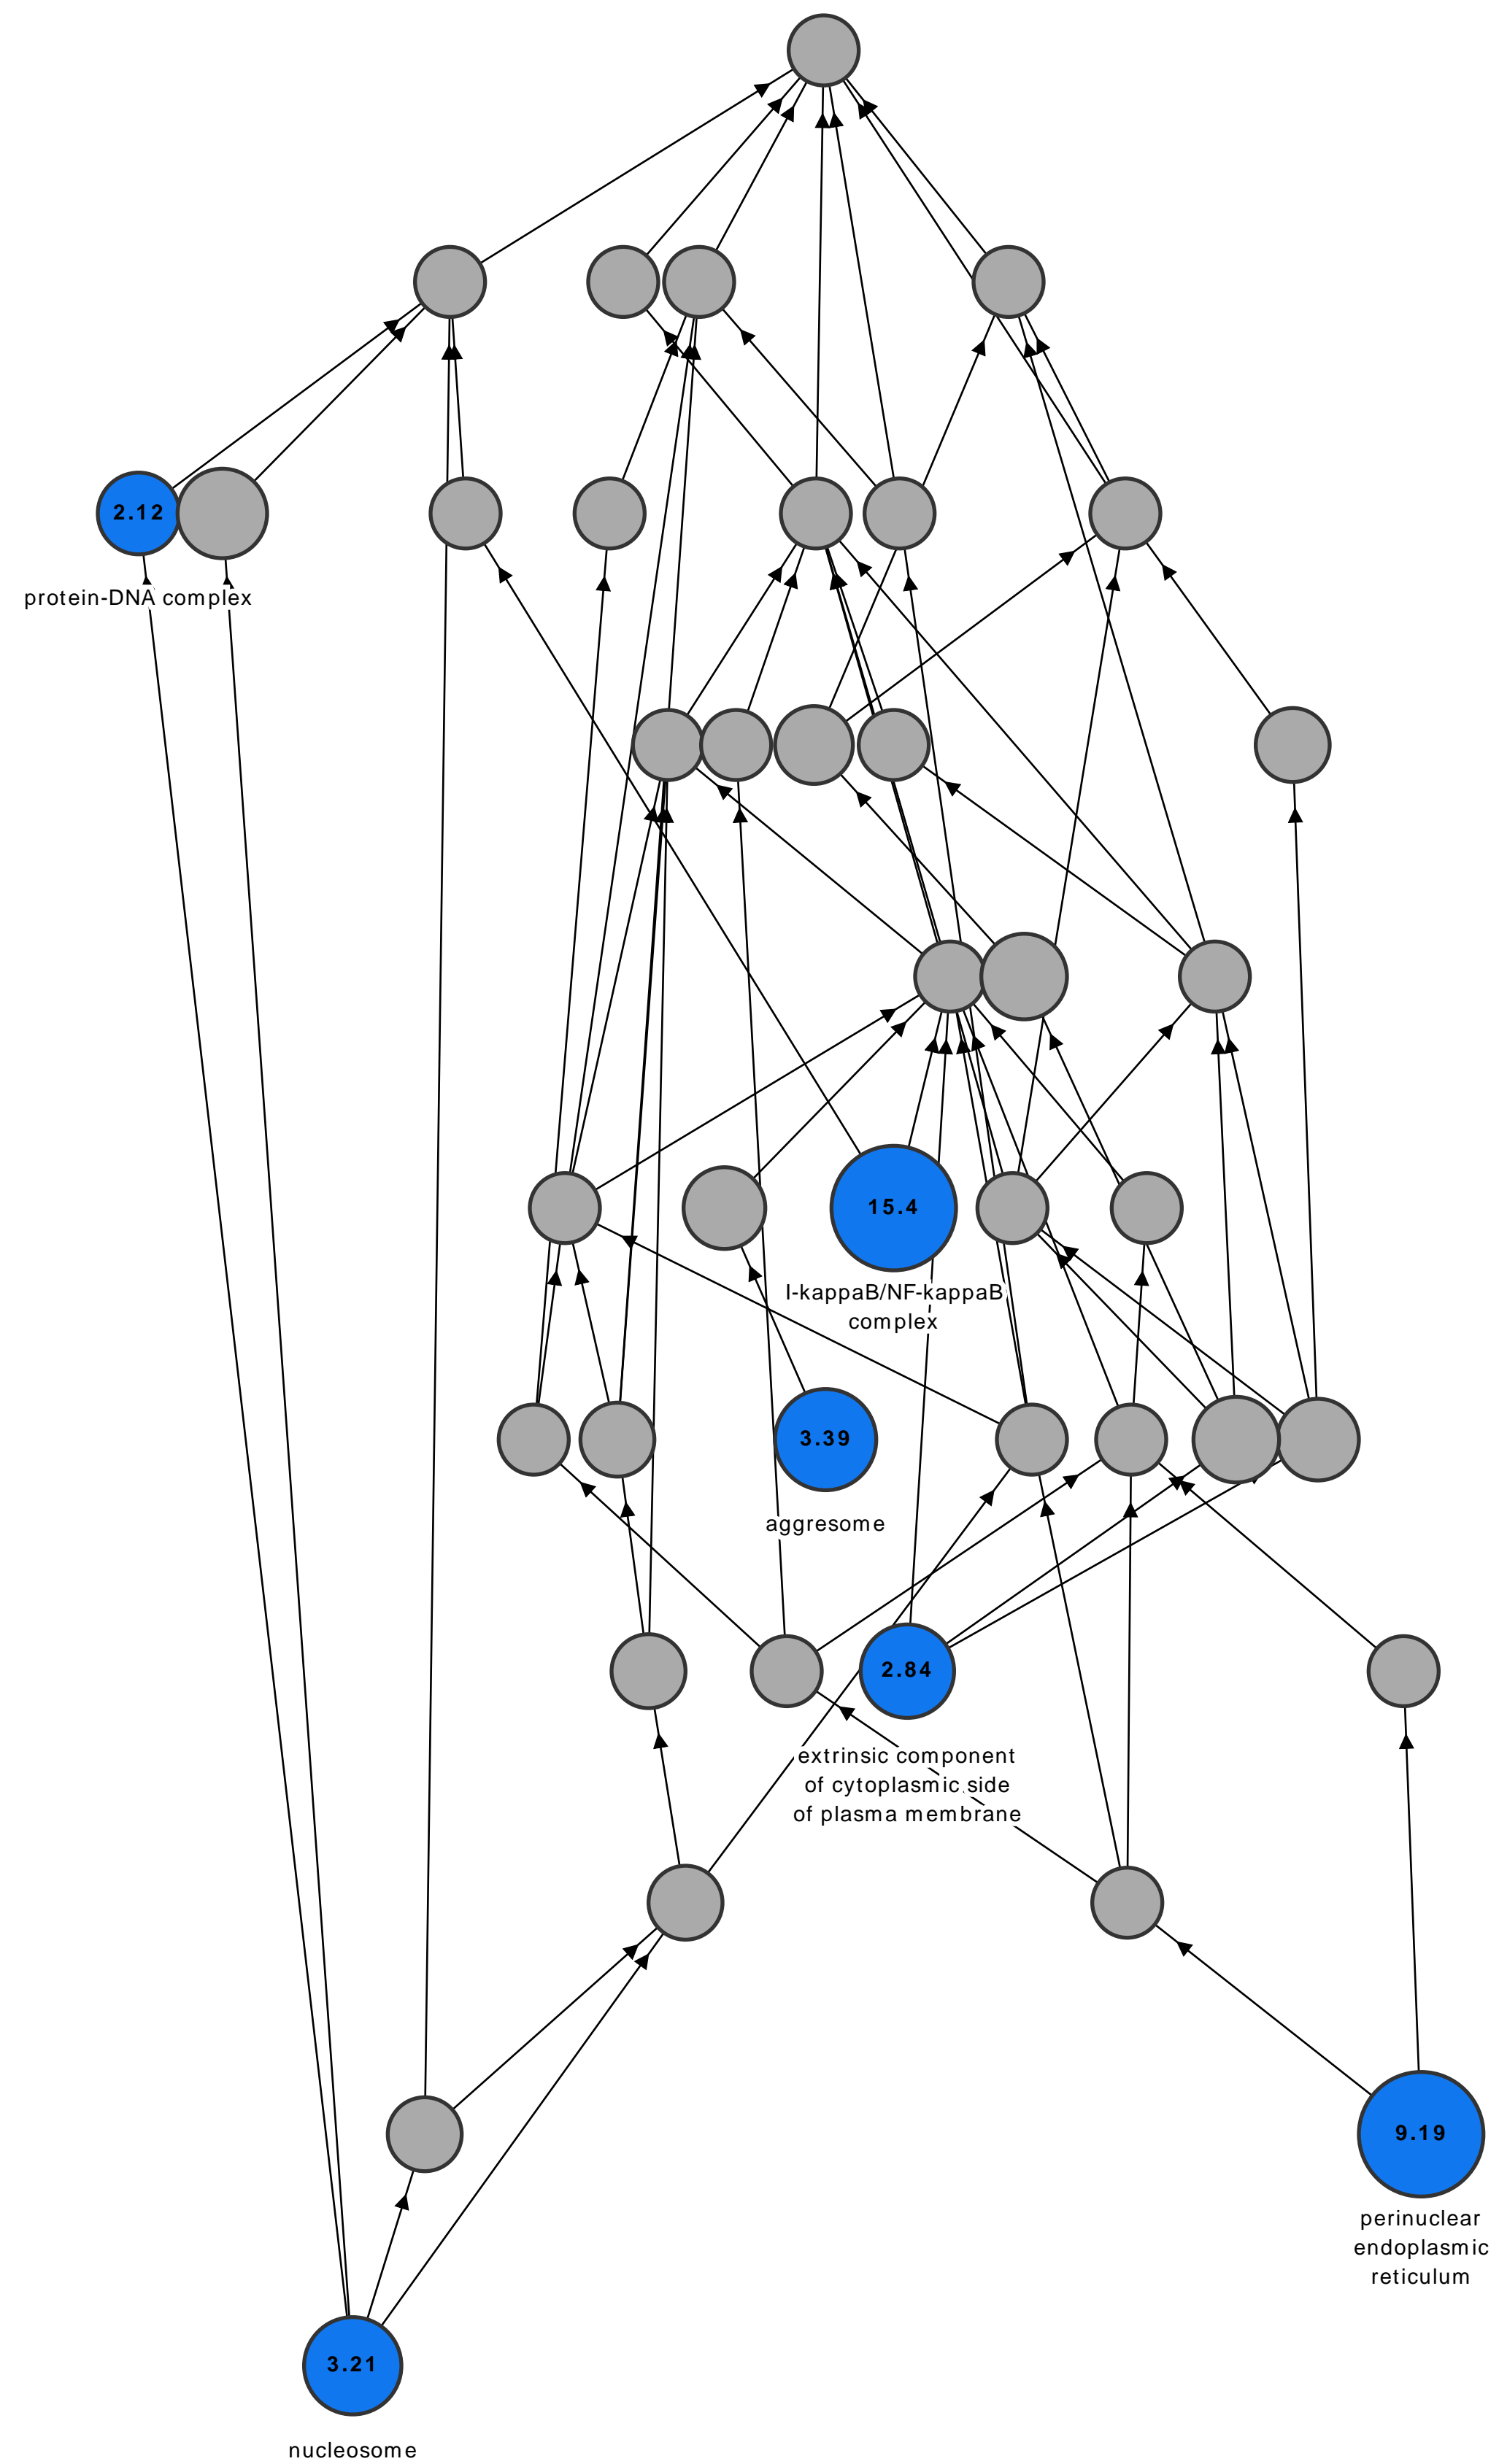 2.12
protein-DNA complex
15.4
I-kappaB/NF-kappaB
complex
3.39
aggresome
2.84
extrinsic component
of cytoplasmic side
of plasma membrane
9.19
perinuclear
endoplasmic
reticulum
3.21
nucleosome